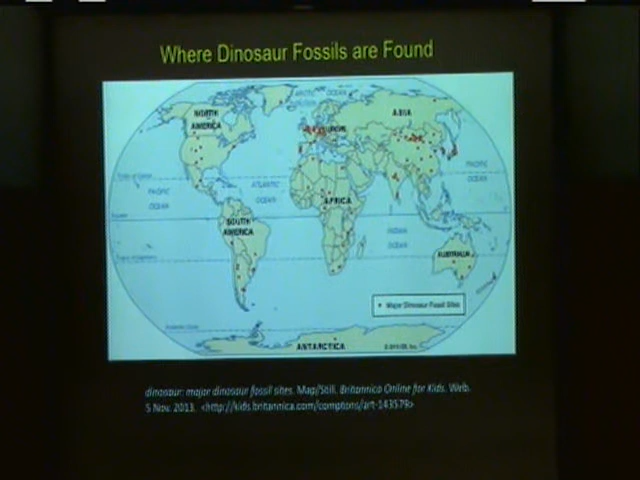 Where Dinosaur Fossils are Found
ARCTIC OCEAN
NORTH
AMERICA
ASIA
EUROPE
PACIFIC
OCEAN
ATLANTIC
OCEAN
PACIFIC
OCEAN
AFRICA
SOUTH
AMERICA
INDIAN
OCEAN
AUSTRALIA
Major Dinosaur Fossil Sites
ANTARCTICA
dinosaur: major dinosaur fossil sites. Map/Still. Britannica Online for Kids. Web.
5 Nov. 2013. <http://kids.britannica.com/comptons/art-143579>